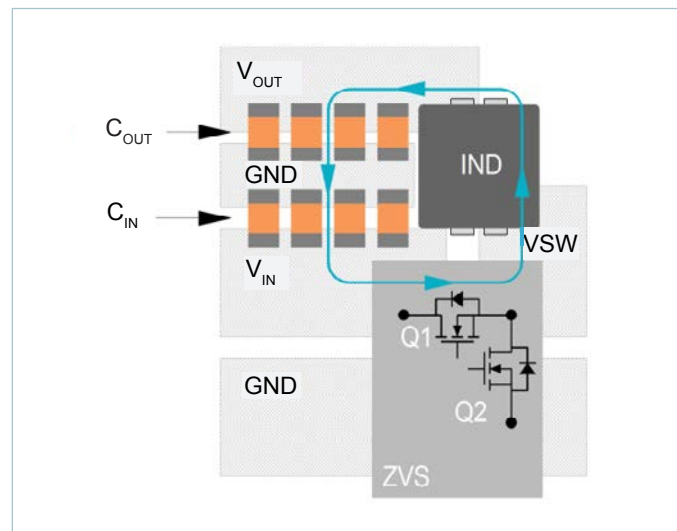 VOUT
COUT
IND
GND
CIN
VSW
VIN
Q1
GND
Q2
ZVS